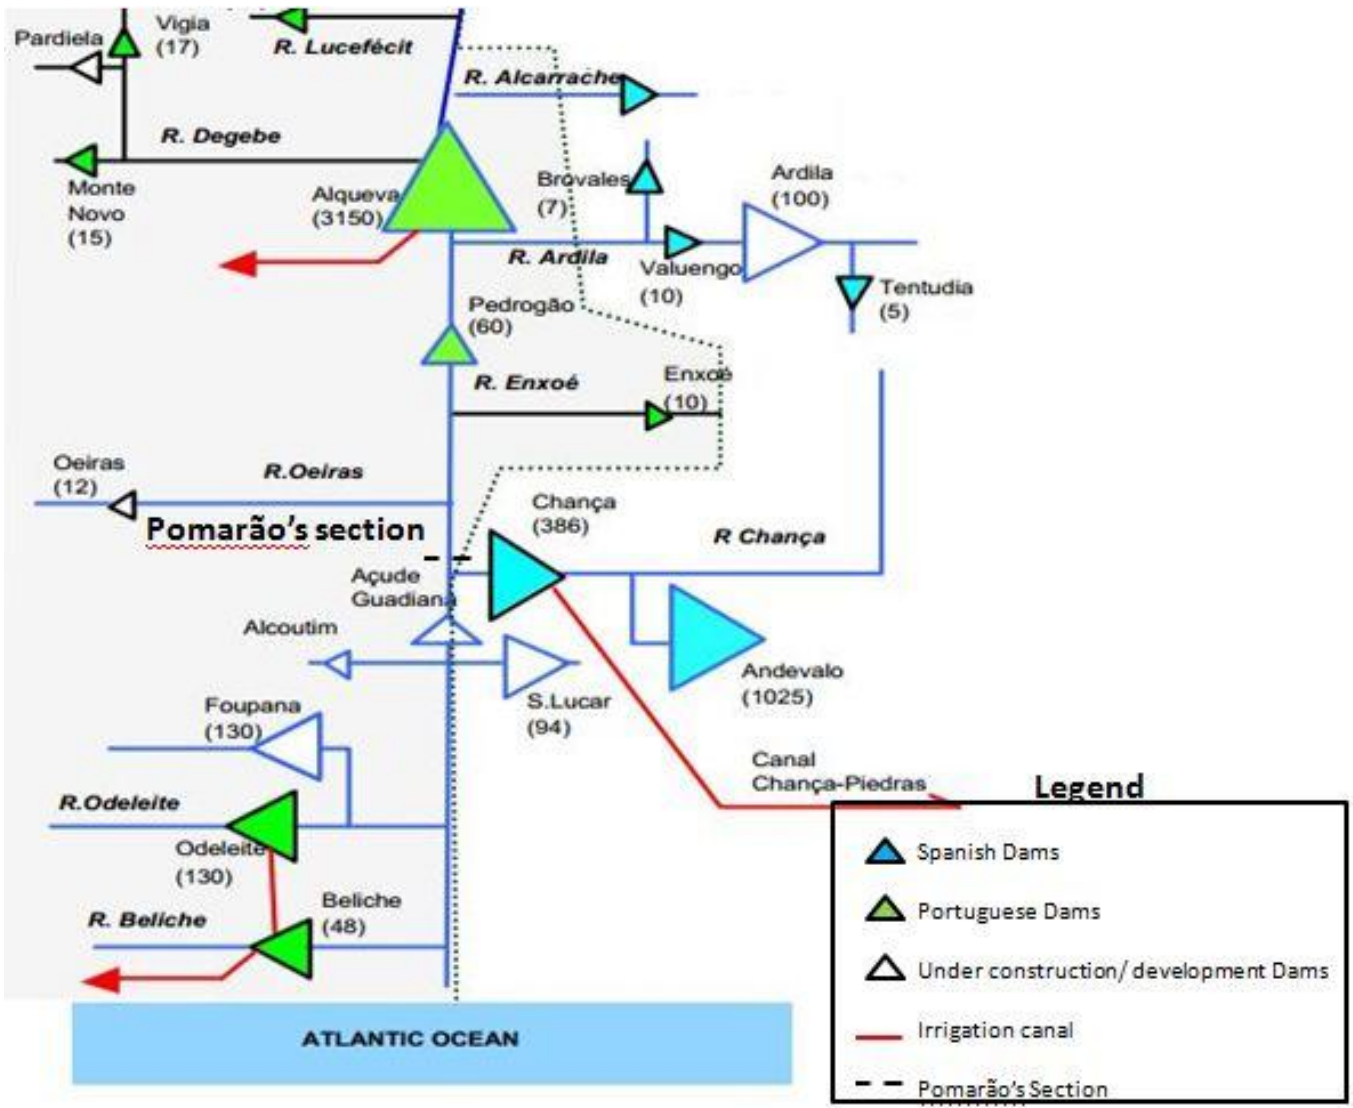 Vigia
(17)
Pardiela
R. Lucefécit
R. Alcarrache
R. Degebe
Monte
Novo
(15)
Alqueva
(3150)
Brovales
(7)
Ardila
(100)
R. Ardila
Valuengo
(10)
Tentudia
(5)
Pedrogão
(60)
R. Enxoé
Enxoé
(10)
Oeiras
(12)
R.Oeiras
Pomarão's section
Chança
(386)
R Chança
Açude
Guadiana
Alcoutim
S.Lucar
(94)
Andevalo
(1025)
Foupana
(130)
Canal
Chança-Piedras
R.Odeleite
Odeleite
(130)
R. Beliche
Beliche
(48)
ATLANTIC OCEAN
Legend
Spanish Dams
Portuguese Dams
Under construction/ development Dams
Irrigation canal
Pomarão's Section